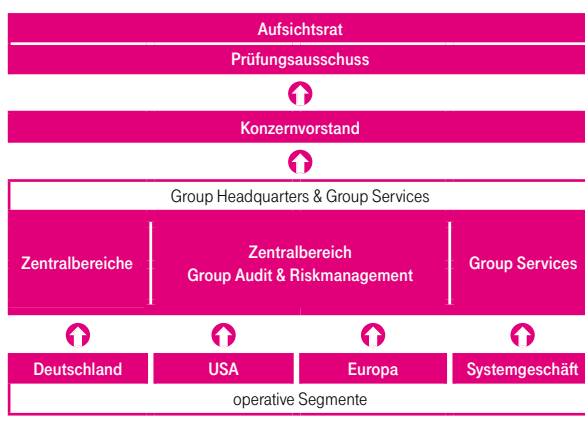 Aufsichtsrat
Prüfungsausschuss
Konzernvorstand
Group Headquarters & Group Services
Zentralbereiche
Zentralbereich
Group Audit & Riskmanagement
Group Services
Deutschland
USA
Europa
Systemgeschäft
operative Segmente